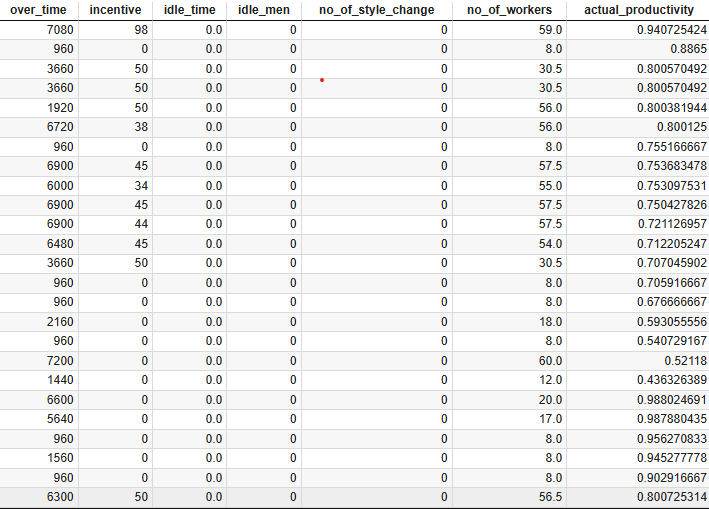 over_time incentive idle_time idle_men no_of_style_change no_of_workers actual_productivity
7080 98 0.0 0 0 59.0 0.940725424
960 0 0.0 0 0 8.0 0.8865
3660 50 0.0 0 0 30.5 0.800570492
3660 50 0.0 0 0 30.5 0.800570492
1920 50 0.0 0 0 56.0 0.800381944
6720 38 0.0 0 0 56.0 0.800125
960 0 0.0 0 0 8.0 0.755166667
6900 45 0.0 0 0 57.5 0.753683478
6000 34 0.0 0 0 55.0 0.753097531
6900 45 0.0 0 0 57.5 0.750427826
6900 44 0.0 0 0 57.5 0.721126957
6480 45 0.0 0 0 54.0 0.712205247
3660 50 0.0 0 0 30.5 0.707045902
960 0 0.0 0 0 8.0 0.705916667
960 0 0.0 0 0 8.0 0.676666667
2160 0 0.0 0 0 18.0 0.593055556
960 0 0.0 0 0 8.0 0.540729167
7200 0 0.0 0 0 60.0 0.52118
1440 0 0.0 0 0 12.0 0.436326389
6600 0 0.0 0 0 20.0 0.988024691
5640 0 0.0 0 0 17.0 0.987880435
960 0 0.0 0 0 8.0 0.956270833
1560 0 0.0 0 0 8.0 0.945277778
960 0 0.0 0 0 8.0 0.902916667
6300 50 0.0 0 0 56.5 0.800725314